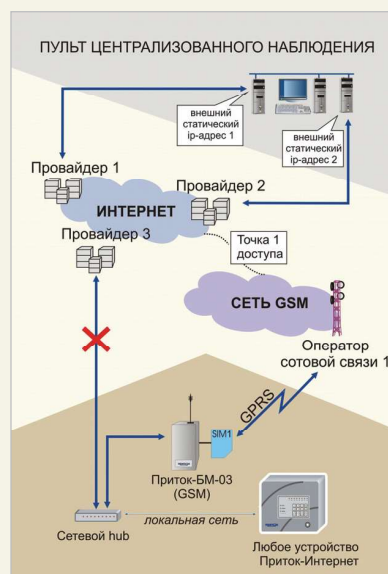 ПУЛЬТ ЦЕНТРАЛИЗОВАННОГО НАБЛЮДЕНИЯ
внешний
статический
ip-адрес 1
внешний
статический
ip-адрес 2
Провайдер 1
Провайдер 2
ИНТЕРНЕТ
Провайдер 3
Точка 1
доступа
СЕТЬ GSM
Оператор
сотовой связи 1
GPRS
SIM1
Приток-БМ-03
(GSM)
локальная сеть
Сетевой hub
Любое устройство
Приток-Интернет